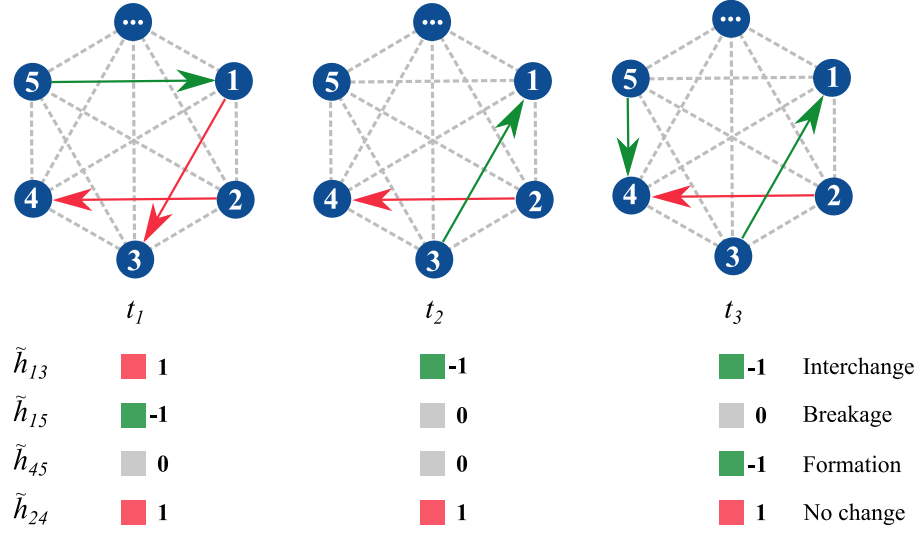 ...
5 1
4 2
3
...
5 1
4 2
3
...
5 1
4 2
3
t₁ t₂ t₃
h̃₁₃ 1 -1 -1 Interchange
h̃₁₅ -1 0 0 Breakage
h̃₄₅ 0 0 -1 Formation
h̃₂₄ 1 1 1 No change